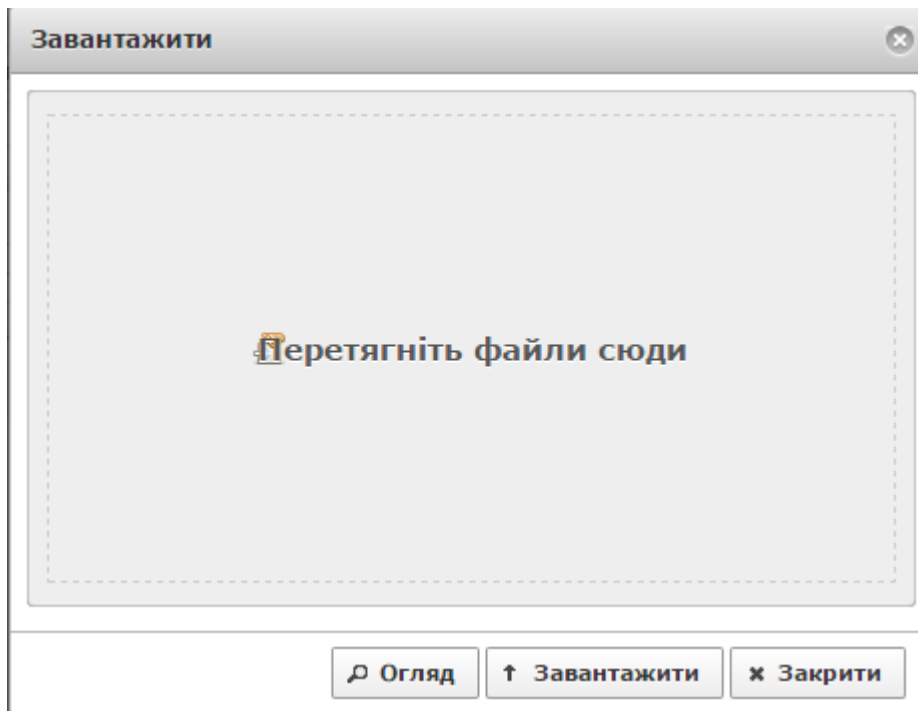 Завантажити
Перетягніть файли сюди
Огляд
Завантажити
Закрити